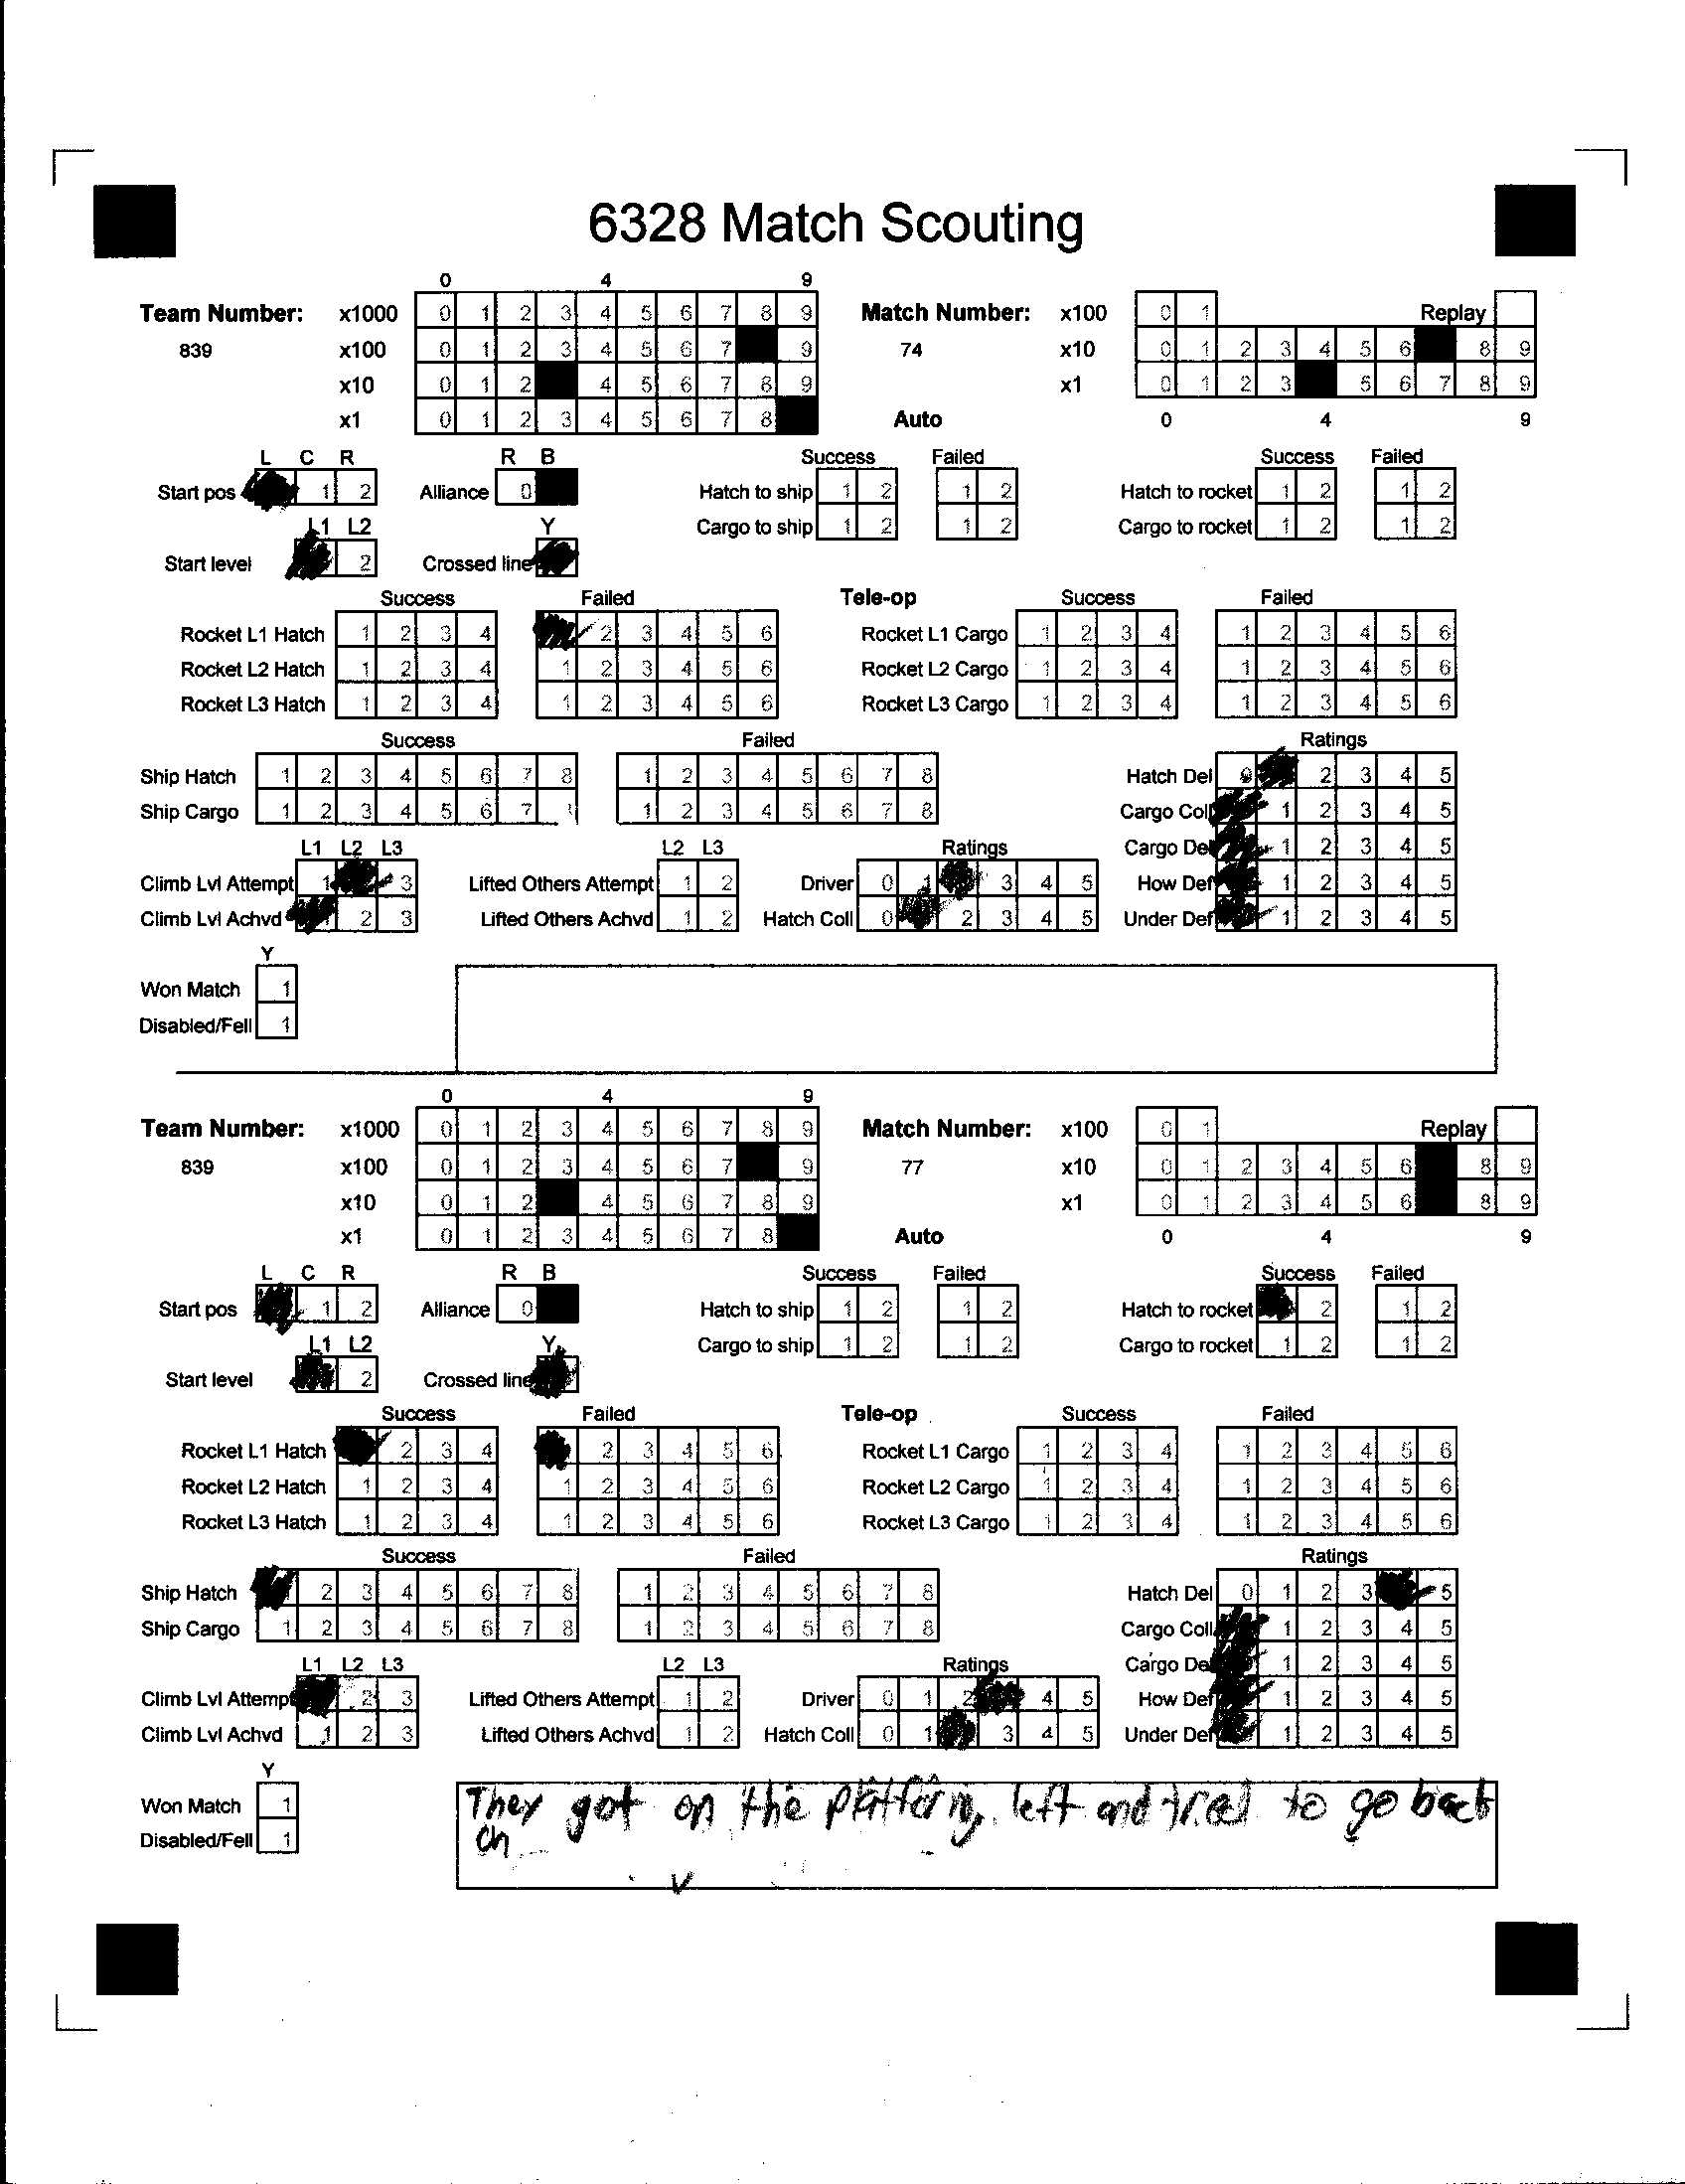 6328 Match Scouting
0 4 9
Team Number: x1000 0 1 2 3 4 5 6 7 8 9 Match Number: x100 0 1 Replay
839 x100 0 1 2 3 4 5 6 7 9 74 x10 0 1 2 3 4 5 6 8 9
x10 0 1 2 4 5 6 7 8 9 x1 0 1 2 3 5 6 7 8 9
x1 0 1 2 3 4 5 6 7 8 Auto 0 4 9
L C R R B Success Failed Success Failed
Start pos 1 2 Alliance 0 Hatch to ship 1 2 1 2 Hatch to rocket 1 2 1 2
L1 L2 Y Cargo to ship 1 2 1 2 Cargo to rocket 1 2 1 2
Start level 2 Crossed line
Success Failed Tele-op Success Failed
Rocket L1 Hatch 1 2 3 4 2 3 4 5 6 Rocket L1 Cargo 1 2 3 4 1 2 3 4 5 6
Rocket L2 Hatch 1 2 3 4 1 2 3 4 5 6 Rocket L2 Cargo 1 2 3 4 1 2 3 4 5 6
Rocket L3 Hatch 1 2 3 4 1 2 3 4 5 6 Rocket L3 Cargo 1 2 3 4 1 2 3 4 5 6
Success Failed Ratings
Ship Hatch 1 2 3 4 5 6 7 8 1 2 3 4 5 6 7 8 Hatch Del 0 2 3 4 5
Ship Cargo 1 2 3 4 5 6 7 1 2 3 4 5 6 7 8 Cargo Coll 1 2 3 4 5
L1 L2 L3 L2 L3 Ratings Cargo Del 1 2 3 4 5
Climb Lvl Attempt 1 3 Lifted Others Attempt 1 2 Driver 0 1 3 4 5 How Def 1 2 3 4 5
Climb Lvl Achvd 2 3 Lifted Others Achvd 1 2 Hatch Coll 0 2 3 4 5 Under Def 1 2 3 4 5
Y
Won Match 1
Disabled/Fell 1
0 4 9
Team Number: x1000 0 1 2 3 4 5 6 7 8 9 Match Number: x100 0 1 Replay
839 x100 0 1 2 3 4 5 6 7 9 77 x10 0 1 2 3 4 5 6 8 9
x10 0 1 2 4 5 6 7 8 9 x1 0 1 2 3 4 5 6 8 9
x1 0 1 2 3 4 5 6 7 8 Auto 0 4 9
L C R R B Success Failed Success Failed
Start pos 1 2 Alliance 0 Hatch to ship 1 2 1 2 Hatch to rocket 2 1 2
L1 L2 Y Cargo to ship 1 2 1 2 Cargo to rocket 1 2 1 2
Start level 2 Crossed line
Success Failed Tele-op Success Failed
Rocket L1 Hatch 2 3 4 2 3 4 5 6 Rocket L1 Cargo 1 2 3 4 1 2 3 4 5 6
Rocket L2 Hatch 1 2 3 4 1 2 3 4 5 6 Rocket L2 Cargo 1 2 3 4 1 2 3 4 5 6
Rocket L3 Hatch 1 2 3 4 1 2 3 4 5 6 Rocket L3 Cargo 1 2 3 4 1 2 3 4 5 6
Success Failed Ratings
Ship Hatch 2 3 4 5 6 7 8 1 2 3 4 5 6 7 8 Hatch Del 0 1 2 3 5
Ship Cargo 1 2 3 4 5 6 7 8 1 2 3 4 5 6 7 8 Cargo Coll 1 2 3 4 5
L1 L2 L3 L2 L3 Ratings Cargo Del 1 2 3 4 5
Climb Lvl Attempt 2 3 Lifted Others Attempt 1 2 Driver 0 1 2 4 5 How Def 1 2 3 4 5
Climb Lvl Achvd 1 2 3 Lifted Others Achvd 1 2 Hatch Coll 0 1 3 4 5 Under Def 1 2 3 4 5
Y
Won Match 1
Disabled/Fell 1
They got on the platform, left and tried to go back
on